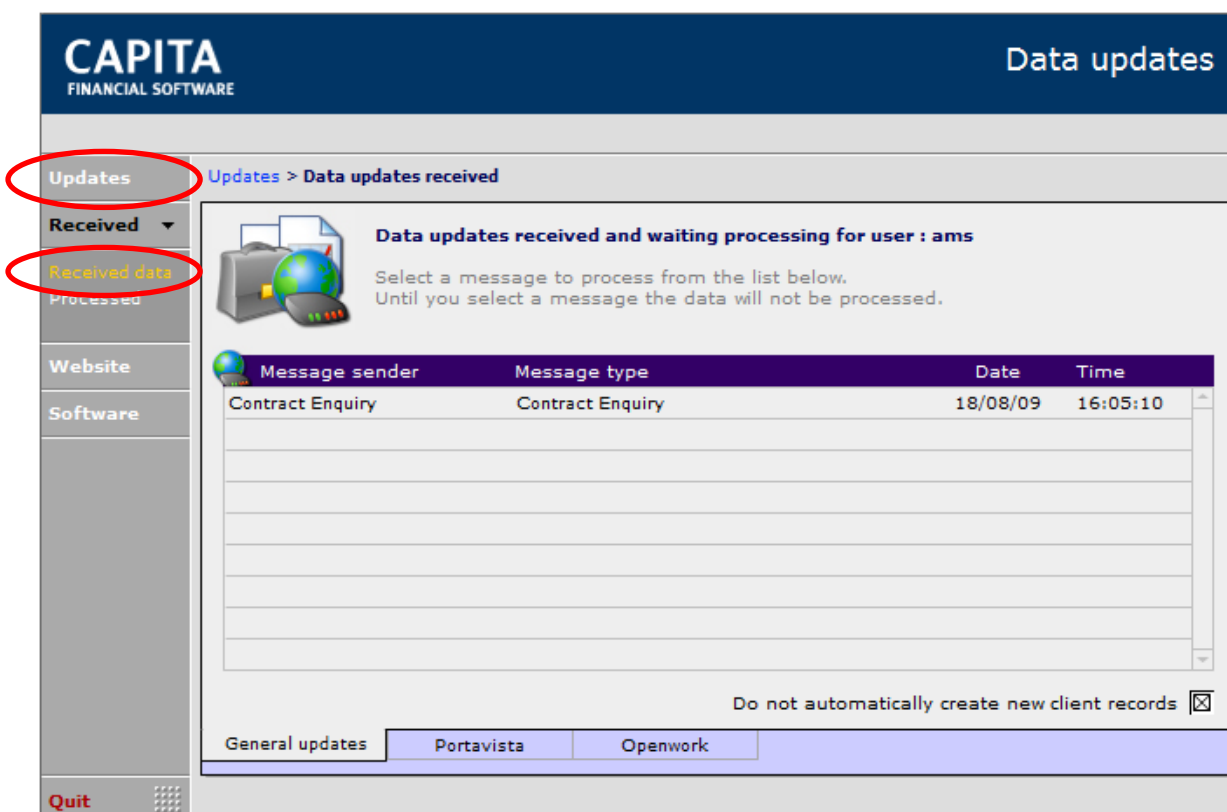 CAPITA
FINANCIAL SOFTWARE
Data updates
Updates
Updates > Data updates received
Received
Received data
Processed
Website
Software
Data updates received and waiting processing for user : ams
Select a message to process from the list below.
Until you select a message the data will not be processed.
Message sender Message type Date Time
Contract Enquiry Contract Enquiry 18/08/09 16:05:10
Do not automatically create new client records
General updates Portavista Openwork
Quit